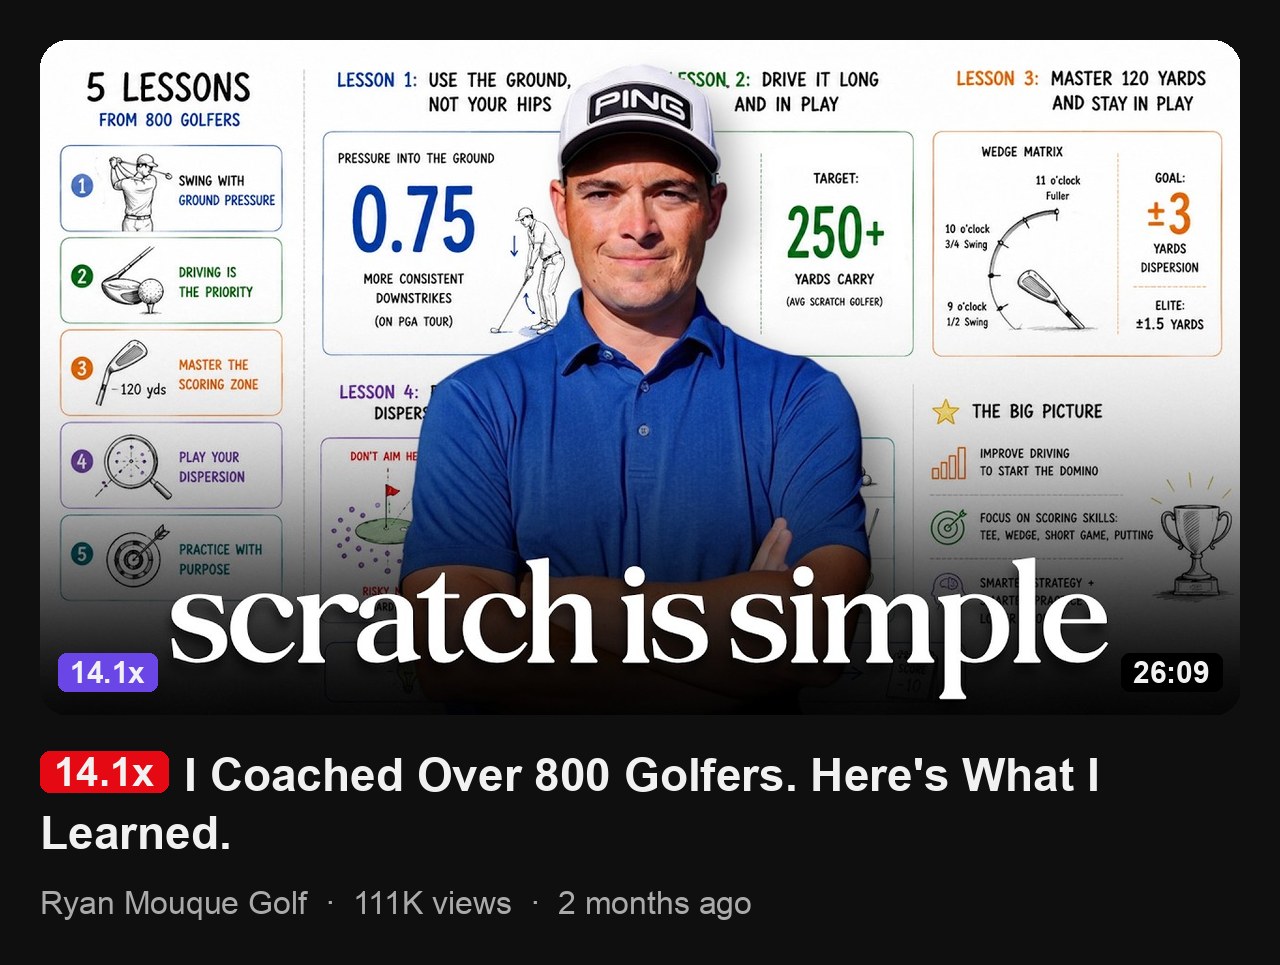 5 LESSONS
FROM 800 GOLFERS
1
SWING WITH
GROUND PRESSURE
2
DRIVING IS
THE PRIORITY
3
~120 yds
MASTER THE
SCORING ZONE
4
PLAY YOUR
DISPERSION
5
PRACTICE WITH
PURPOSE
LESSON 1: USE THE GROUND,
NOT YOUR HIPS
PRESSURE INTO THE GROUND
0.75
MORE CONSISTENT
DOWNSTRIKES
(ON PGA TOUR)
PING
LESSON 2: DRIVE IT LONG
AND IN PLAY
TARGET:
250+
YARDS CARRY
(AVG SCRATCH GOLFER)
LESSON 3: MASTER 120 YARDS
AND STAY IN PLAY
WEDGE MATRIX
11 o'clock
Fuller
10 o'clock
3/4 Swing
9 o'clock
1/2 Swing
GOAL:
±3
YARDS
DISPERSION
ELITE:
±1.5 YARDS
LESSON 4:
DON'T AIM
THE BIG PICTURE
IMPROVE DRIVING
TO START THE DOMINO
FOCUS ON SCORING SKILLS:
TEE, WEDGE, SHORT GAME, PUTTING
STRATEGY +
scratch is simple
14.1x
26:09
14.1x I Coached Over 800 Golfers. Here's What I
Learned.
Ryan Mouque Golf · 111K views · 2 months ago